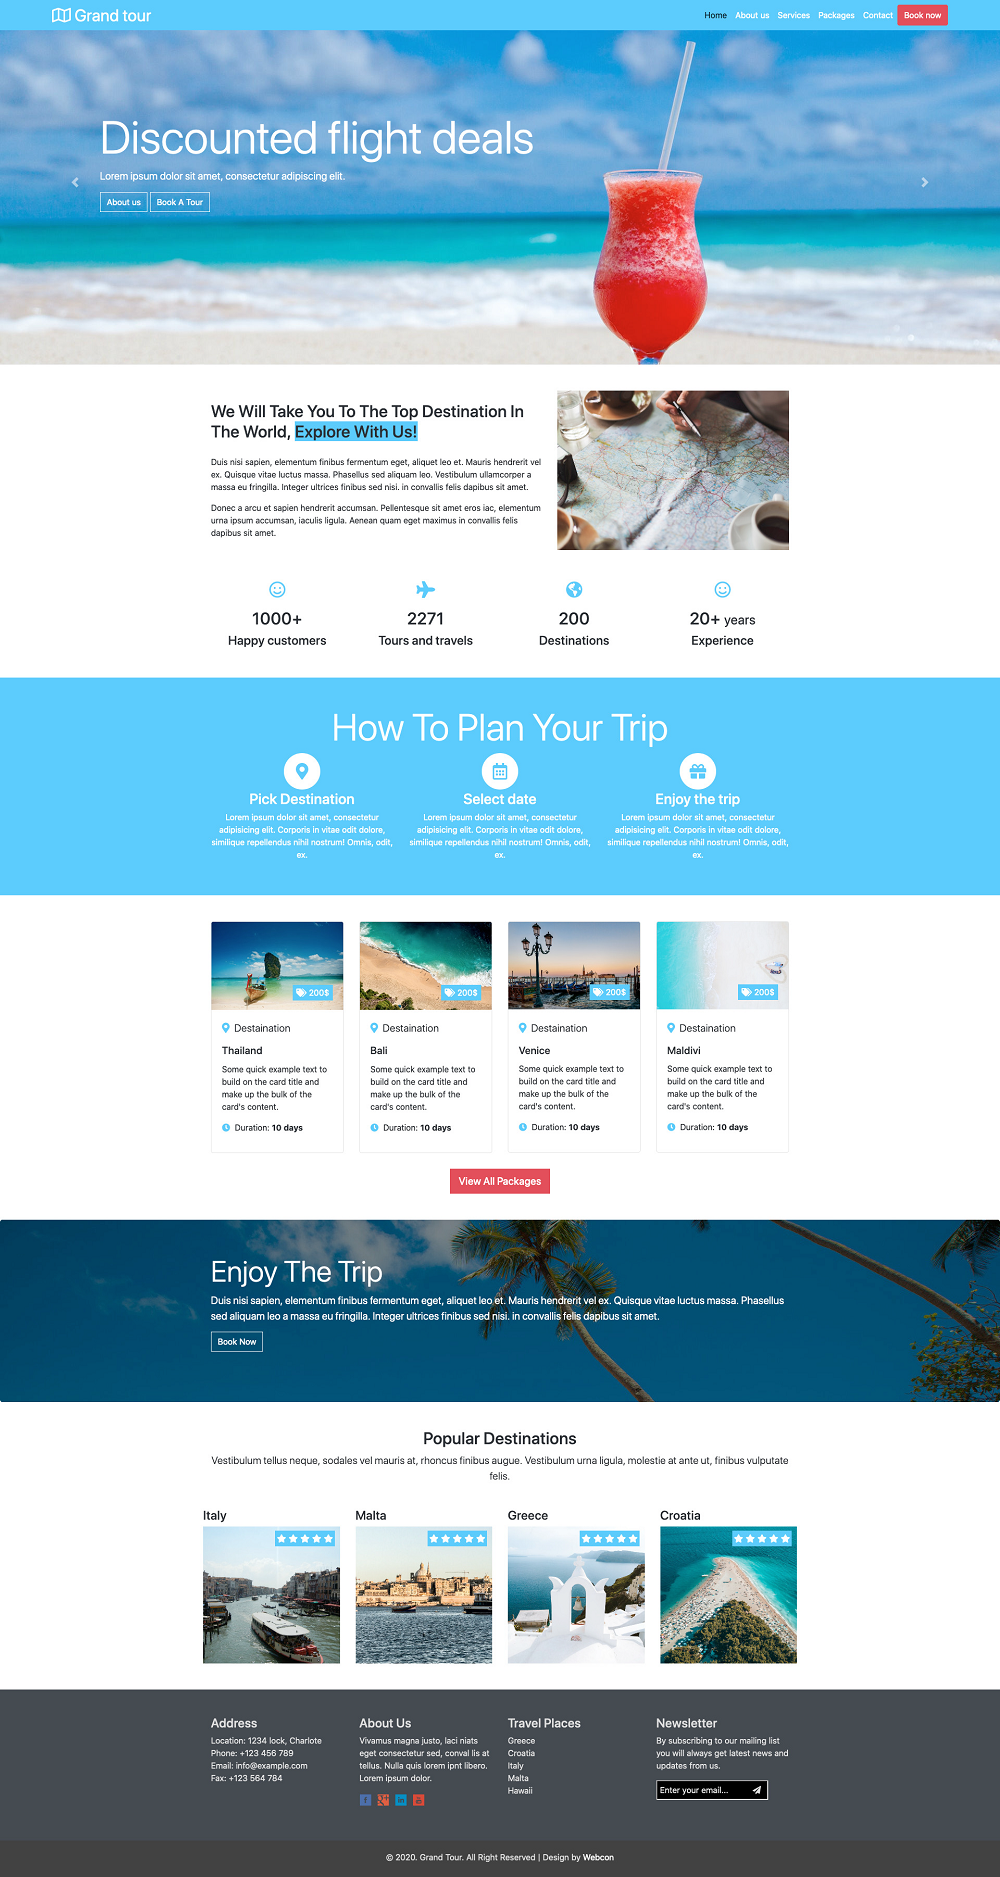 Grand tour
Home About us Services Packages Contact Book now
Discounted flight deals
Lorem ipsum dolor sit amet, consectetur adipiscing elit.
About us Book A Tour
We Will Take You To The Top Destination In
The World, Explore With Us!
Duis nisi sapien, elementum finibus fermentum eget, aliquet leo et. Mauris hendrerit vel
ex. Quisque vitae luctus massa. Phasellus sed aliquam leo. Vestibulum ullamcorper a
massa eu fringilla. Integer ultrices finibus sed nisi. in convallis felis dapibus sit amet.
Donec a arcu et sapien hendrerit accumsan. Pellentesque sit amet eros iac, elementum
urna ipsum accumsan, iaculis ligula. Aenean quam eget maximus in convallis felis
dapibus sit amet.
1000+
Happy customers
2271
Tours and travels
200
Destinations
20+ years
Experience
How To Plan Your Trip
Pick Destination
Lorem ipsum dolor sit amet, consectetur
adipisicing elit. Corporis in vitae odit dolore,
similique repellendus nihil nostrum! Omnis, odit,
ex.
Select date
Lorem ipsum dolor sit amet, consectetur
adipisicing elit. Corporis in vitae odit dolore,
similique repellendus nihil nostrum! Omnis, odit,
ex.
Enjoy the trip
Lorem ipsum dolor sit amet, consectetur
adipisicing elit. Corporis in vitae odit dolore,
similique repellendus nihil nostrum! Omnis, odit,
ex.
200$
Destaination
Thailand
Some quick example text to
build on the card title and
make up the bulk of the
card's content.
Duration: 10 days
200$
Destaination
Bali
Some quick example text to
build on the card title and
make up the bulk of the
card's content.
Duration: 10 days
200$
Destaination
Venice
Some quick example text to
build on the card title and
make up the bulk of the
card's content.
Duration: 10 days
200$
Destaination
Maldivi
Some quick example text to
build on the card title and
make up the bulk of the
card's content.
Duration: 10 days
View All Packages
Enjoy The Trip
Duis nisi sapien, elementum finibus fermentum eget, aliquet leo et. Mauris hendrerit vel ex. Quisque vitae luctus massa. Phasellus
sed aliquam leo a massa eu fringilla. Integer ultrices finibus sed nisi. in convallis felis dapibus sit amet.
Book Now
Popular Destinations
Vestibulum tellus neque, sodales vel mauris at, rhoncus finibus augue. Vestibulum urna ligula, molestie at ante ut, finibus vulputate
felis.
Italy
Malta
Greece
Croatia
Address
Location: 1234 lock, Charlote
Phone: +123 456 789
Email: info@example.com
Fax: +123 564 784
About Us
Vivamus magna justo, laci niats
eget consectetur sed, conval lis at
tellus. Nulla quis lorem ipnt libero.
Lorem ipsum dolor.
Travel Places
Greece
Croatia
Italy
Malta
Hawaii
Newsletter
By subscribing to our mailing list
you will always get latest news and
updates from us.
Enter your email...
© 2020. Grand Tour. All Right Reserved | Design by Webcon